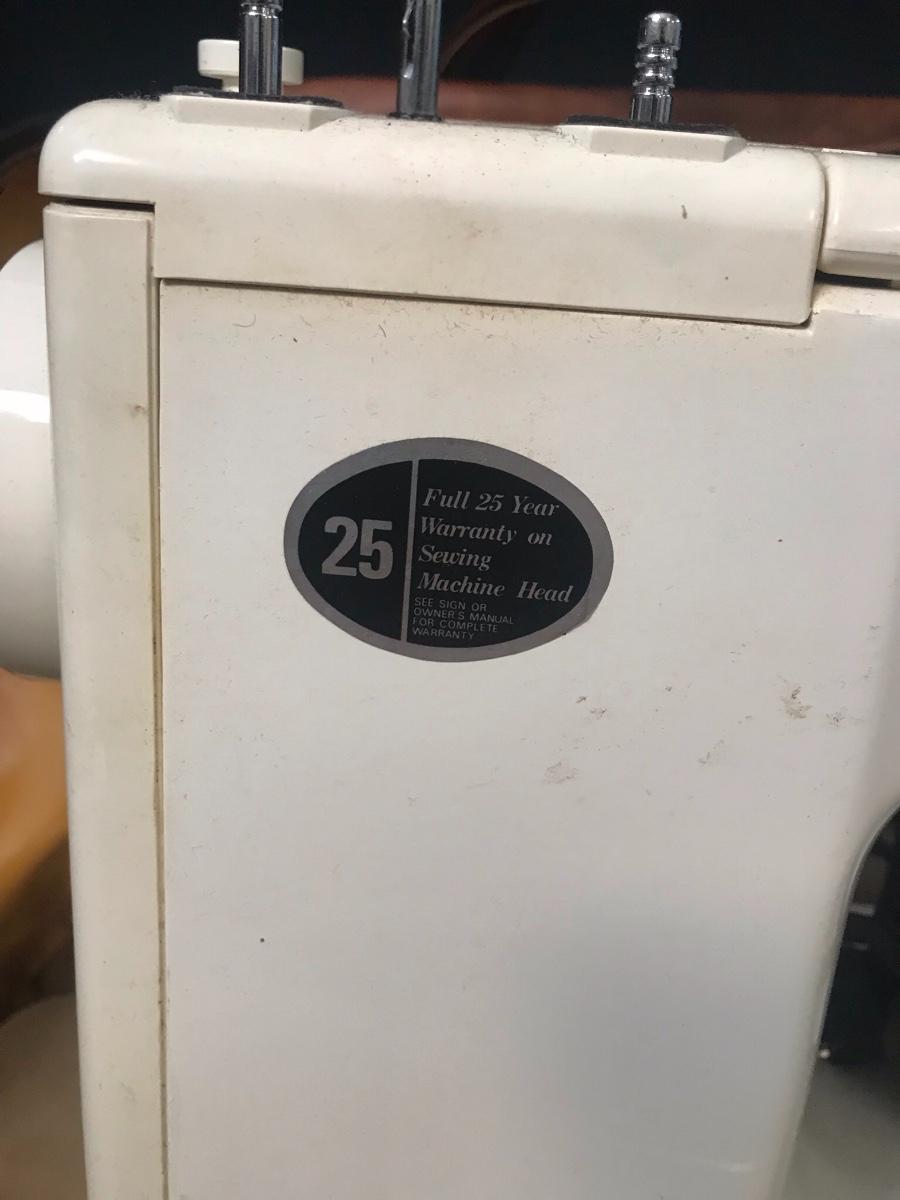 25
Full 25 Year
Warranty on
Sewing
Machine Head
SEE SIGN OR
OWNER'S MANUAL
FOR COMPLETE
WARRANTY